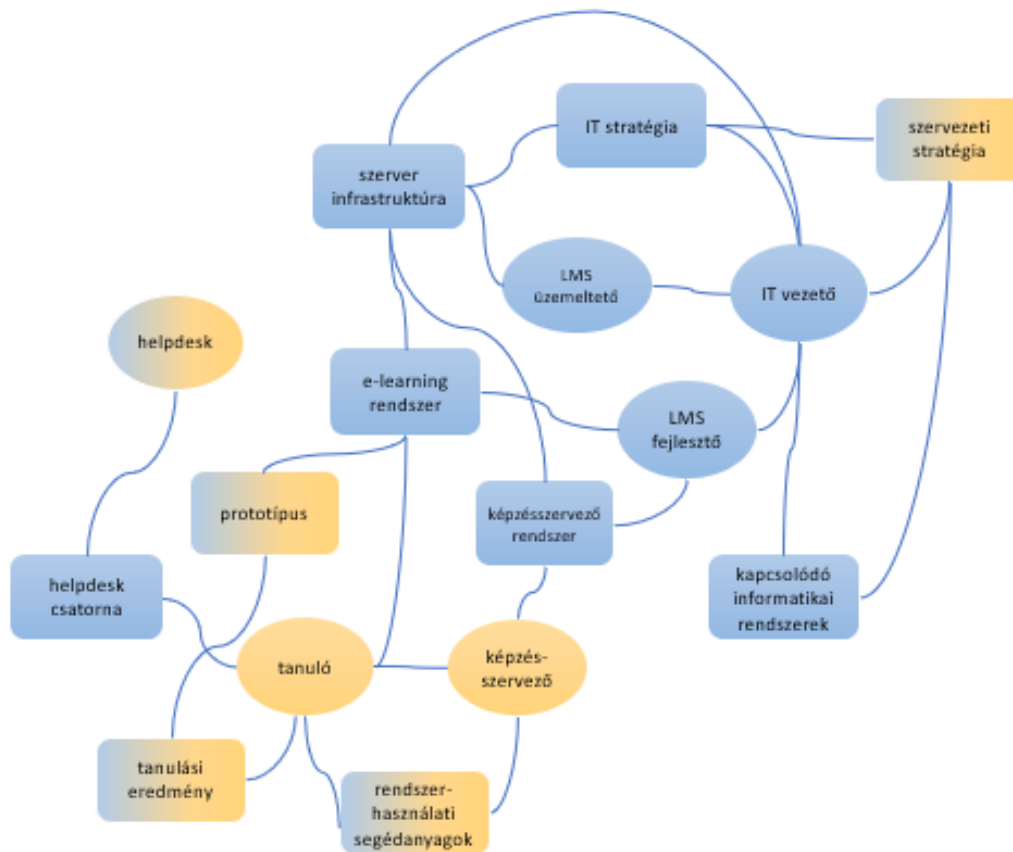 IT stratégia
szervezeti
stratégia
szerver
infrastruktúra
LMS
üzemeltető
IT vezető
helpdesk
e-learning
rendszer
LMS
fejlesztő
prototípus
képzésszervező
rendszer
helpdesk
csatorna
kapcsolódó
informatikai
rendszerek
tanuló
képzés-
szervező
tanulási
eredmény
rendszer-
használati
segédanyagok